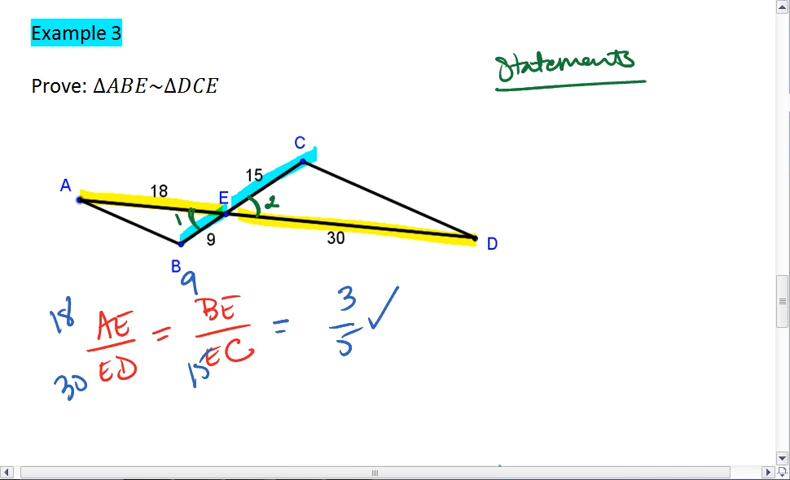 Example 3
Statements
Prove: ΔABE~ΔDCE
C
15
A
18
E
1
2
9
30
D
B
9
18 AE/ED = BE/EC = 3/5 ✓
30
15